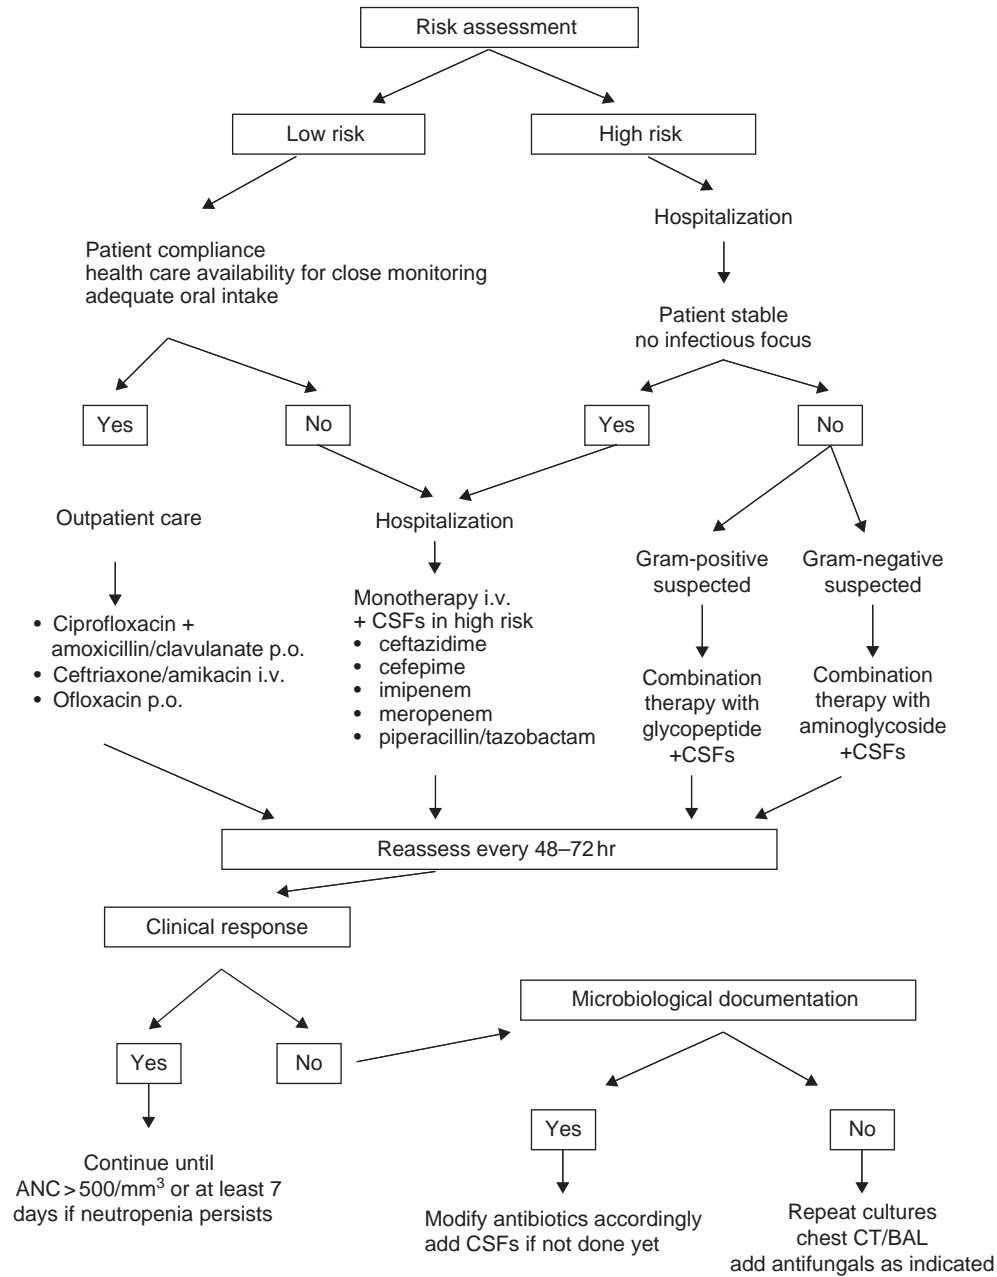 Risk assessment
Low risk
High risk
Hospitalization
Patient compliance
health care availability for close monitoring
adequate oral intake
Patient stable
no infectious focus
Yes
No
Yes
No
Outpatient care
Hospitalization
Gram-positive
suspected
Gram-negative
suspected
• Ciprofloxacin +
amoxicillin/clavulanate p.o.
• Ceftriaxone/amikacin i.v.
• Ofloxacin p.o.
Monotherapy i.v.
+ CSFs in high risk
• ceftazidime
• cefepime
• imipenem
• meropenem
• piperacillin/tazobactam
Combination
therapy with
glycopeptide
+CSFs
Combination
therapy with
aminoglycoside
+CSFs
Reassess every 48–72 hr
Clinical response
Microbiological documentation
Yes
No
Yes
No
Continue until
ANC > 500/mm³ or at least 7
days if neutropenia persists
Modify antibiotics accordingly
add CSFs if not done yet
Repeat cultures
chest CT/BAL
add antifungals as indicated